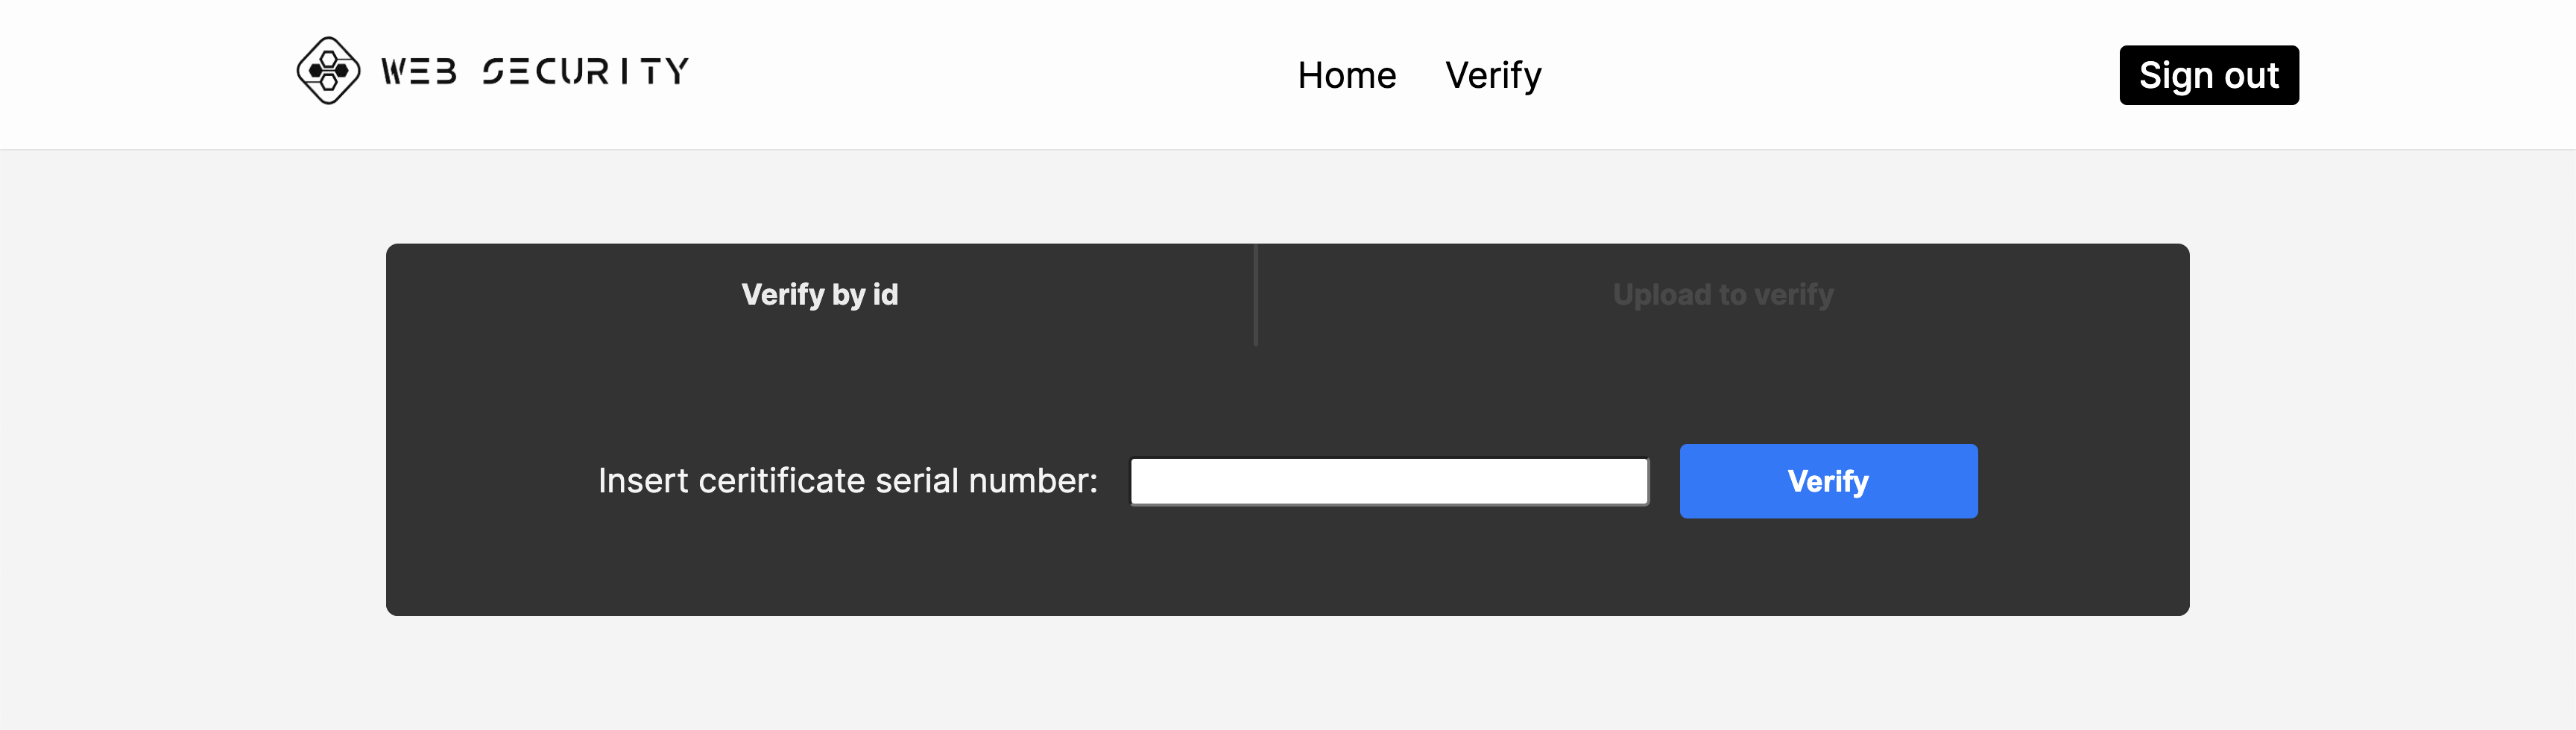 WEB SECURITY
Home Verify
Sign out
Verify by id
Upload to verify
Insert ceritificate serial number:
Verify